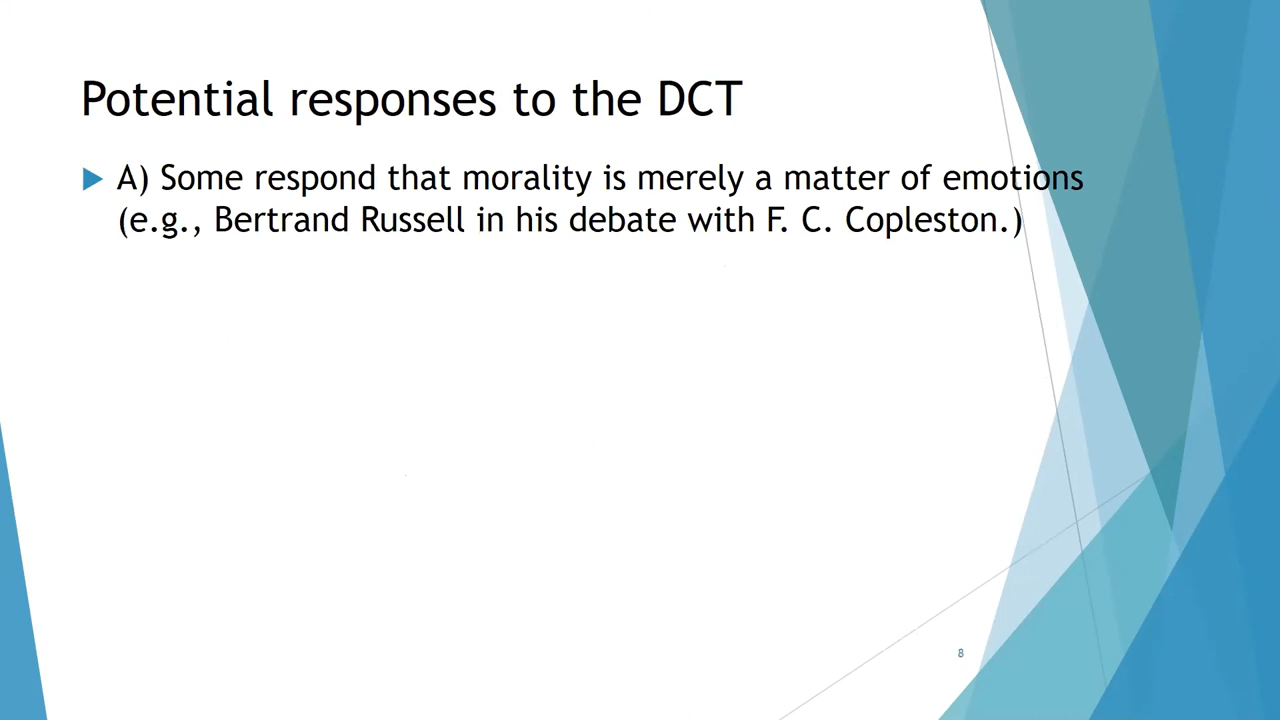 Potential responses to the DCT
A) Some respond that morality is merely a matter of emotions
(e.g., Bertrand Russell in his debate with F. C. Copleston.)
8